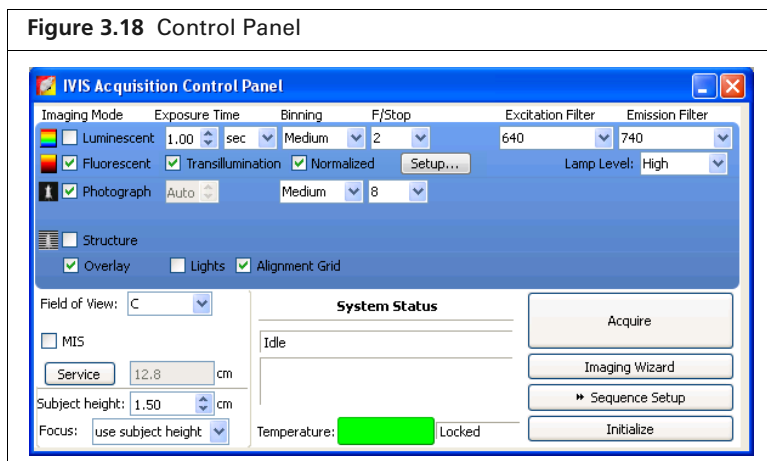 Figure 3.18 Control Panel
IVIS Acquisition Control Panel
Imaging Mode Exposure Time Binning F/Stop Excitation Filter Emission Filter
Luminescent 1.00 sec Medium 2 640 740
Fluorescent Transillumination Normalized Setup... Lamp Level: High
Photograph Auto Medium 8
Structure
Overlay Lights Alignment Grid
Field of View: C
MIS
Service 12.8 cm
Subject height: 1.50 cm
Focus: use subject height
System Status
Idle
Temperature: Locked
Acquire
Imaging Wizard
Sequence Setup
Initialize